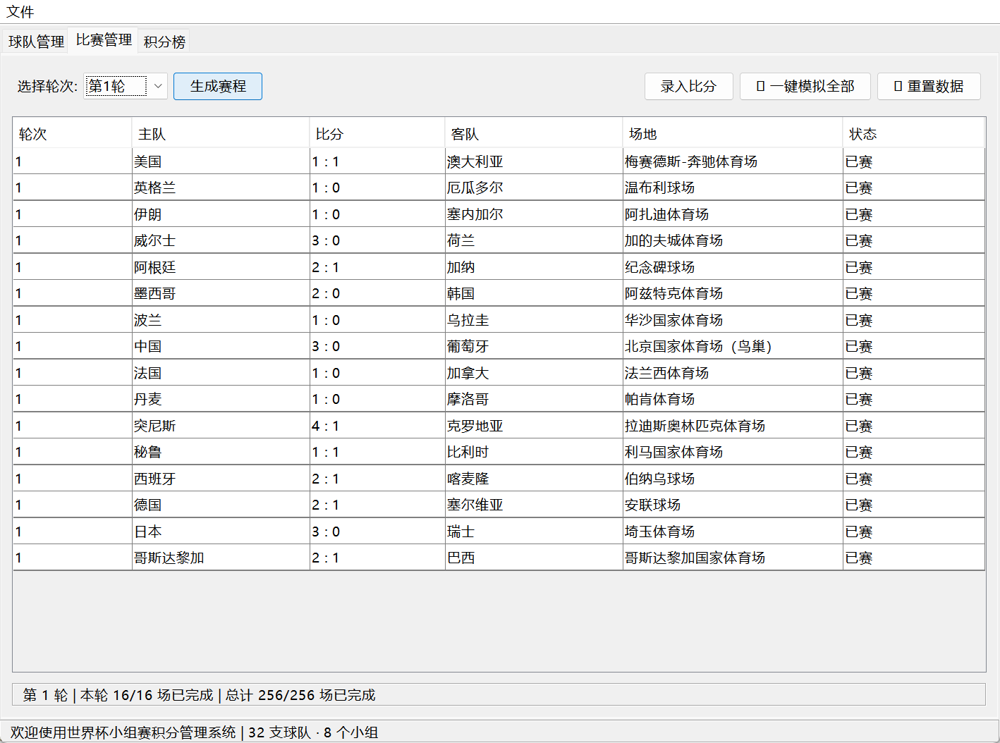 文件
球队管理 比赛管理 积分榜
选择轮次: 第1轮 生成赛程 录入比分 一键模拟全部 重置数据
轮次 主队 比分 客队 场地 状态
1 美国 1 : 1 澳大利亚 梅赛德斯-奔驰体育场 已赛
1 英格兰 1 : 0 厄瓜多尔 温布利球场 已赛
1 伊朗 1 : 0 塞内加尔 阿扎迪体育场 已赛
1 威尔士 3 : 0 荷兰 加的夫城体育场 已赛
1 阿根廷 2 : 1 加纳 纪念碑球场 已赛
1 墨西哥 2 : 0 韩国 阿兹特克体育场 已赛
1 波兰 1 : 0 乌拉圭 华沙国家体育场 已赛
1 中国 3 : 0 葡萄牙 北京国家体育场（鸟巢） 已赛
1 法国 1 : 0 加拿大 法兰西体育场 已赛
1 丹麦 1 : 0 摩洛哥 帕肯体育场 已赛
1 突尼斯 4 : 1 克罗地亚 拉迪斯奥林匹克体育场 已赛
1 秘鲁 1 : 1 比利时 利马国家体育场 已赛
1 西班牙 2 : 1 喀麦隆 伯纳乌球场 已赛
1 德国 2 : 1 塞尔维亚 安联球场 已赛
1 日本 3 : 0 瑞士 埼玉体育场 已赛
1 哥斯达黎加 2 : 1 巴西 哥斯达黎加国家体育场 已赛
第 1 轮 | 本轮 16/16 场已完成 | 总计 256/256 场已完成
欢迎使用世界杯小组赛积分管理系统 | 32 支球队 · 8 个小组